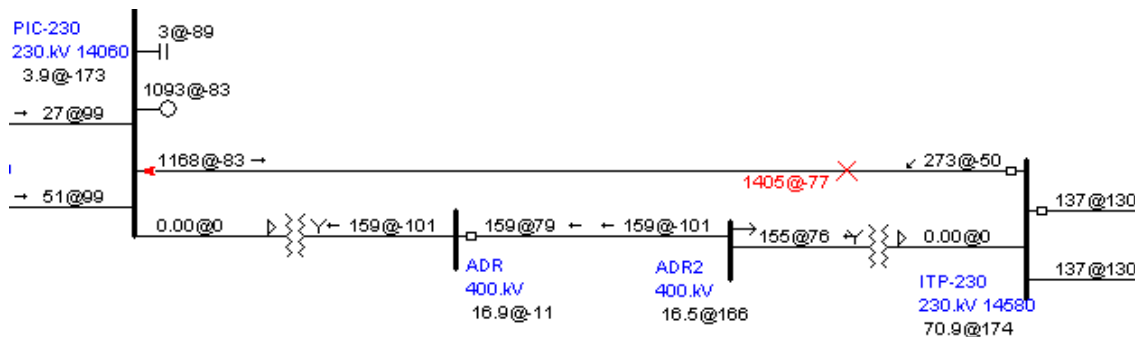 PIC-230
230.kV 14060
3.9@-173
3@-89
1093@-83
→ 27@99
1168@-83 →
↙ 273@-50
1405@-77
→ 51@99
137@130
0.00@0
Y← 159@-101
159@79 ←
← 159@-101
155@76
Y
0.00@0
137@130
ADR
400.kV
16.9@-11
ADR2
400.kV
16.5@166
ITP-230
230.kV 14580
70.9@174